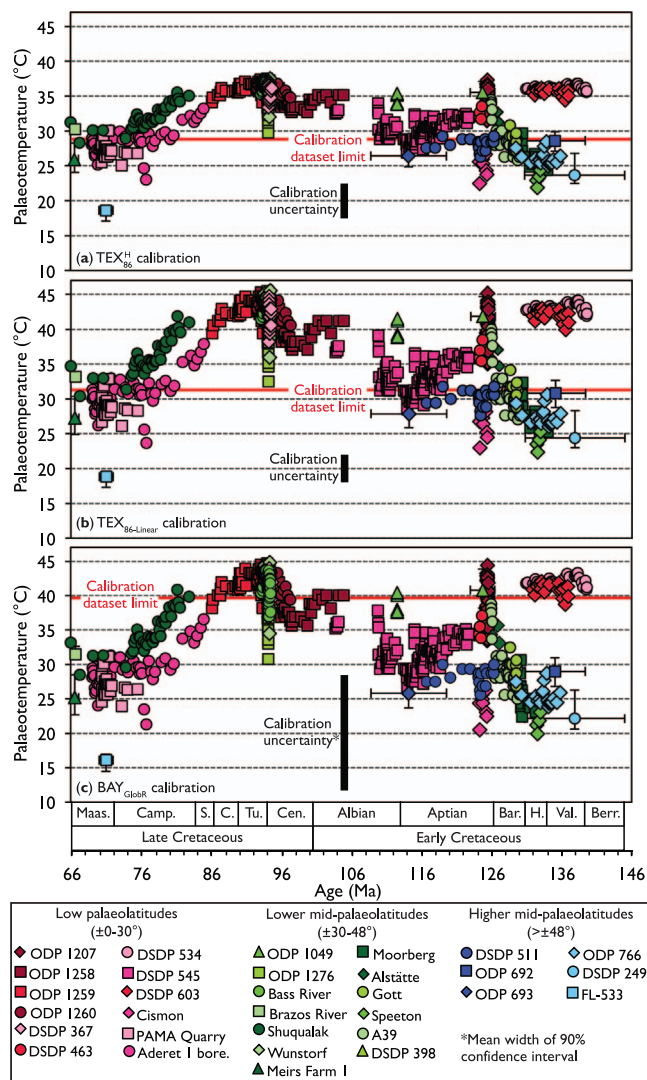 45
40
35
30
25
20
15
10
Palaeotemperature (°C)
Calibration
dataset limit
Calibration
uncertainty
(a) TEX₈₆ᴴ calibration
45
40
35
30
25
20
15
10
Palaeotemperature (°C)
Calibration
dataset limit
Calibration
uncertainty
(b) TEX₈₆₋Linear calibration
45
40
35
30
25
20
15
10
Palaeotemperature (°C)
Calibration
dataset limit
Calibration
uncertainty*
(c) BAY GlobR calibration
Maas. Camp. S. C. Tu. Cen. Albian Aptian Bar. H. Val. Berr.
Late Cretaceous Early Cretaceous
66 76 86 96 106 116 126 136 146
Age (Ma)
Low palaeolatitudes
(±0-30°)
ODP 1207
ODP 1258
ODP 1259
ODP 1260
DSDP 367
DSDP 463
DSDP 534
DSDP 545
DSDP 603
Cismon
PAMA Quarry
Aderet 1 bore.
Lower mid-palaeolatitudes
(±30-48°)
ODP 1049
ODP 1276
Bass River
Brazos River
Shuqualak
Wunstorf
Meirs Farm 1
Moorberg
Alstätte
Gott
Speeton
A39
DSDP 398
Higher mid-palaeolatitudes
(>±48°)
DSDP 511
ODP 692
ODP 693
ODP 766
DSDP 249
FL-533
*Mean width of 90%
confidence interval